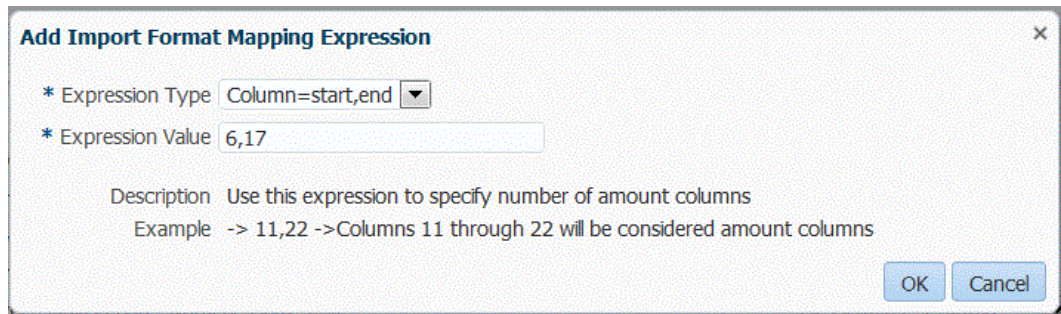 Add Import Format Mapping Expression
* Expression Type Column=start,end
* Expression Value 6,17
Description Use this expression to specify number of amount columns
Example -> 11,22 ->Columns 11 through 22 will be considered amount columns
OK Cancel